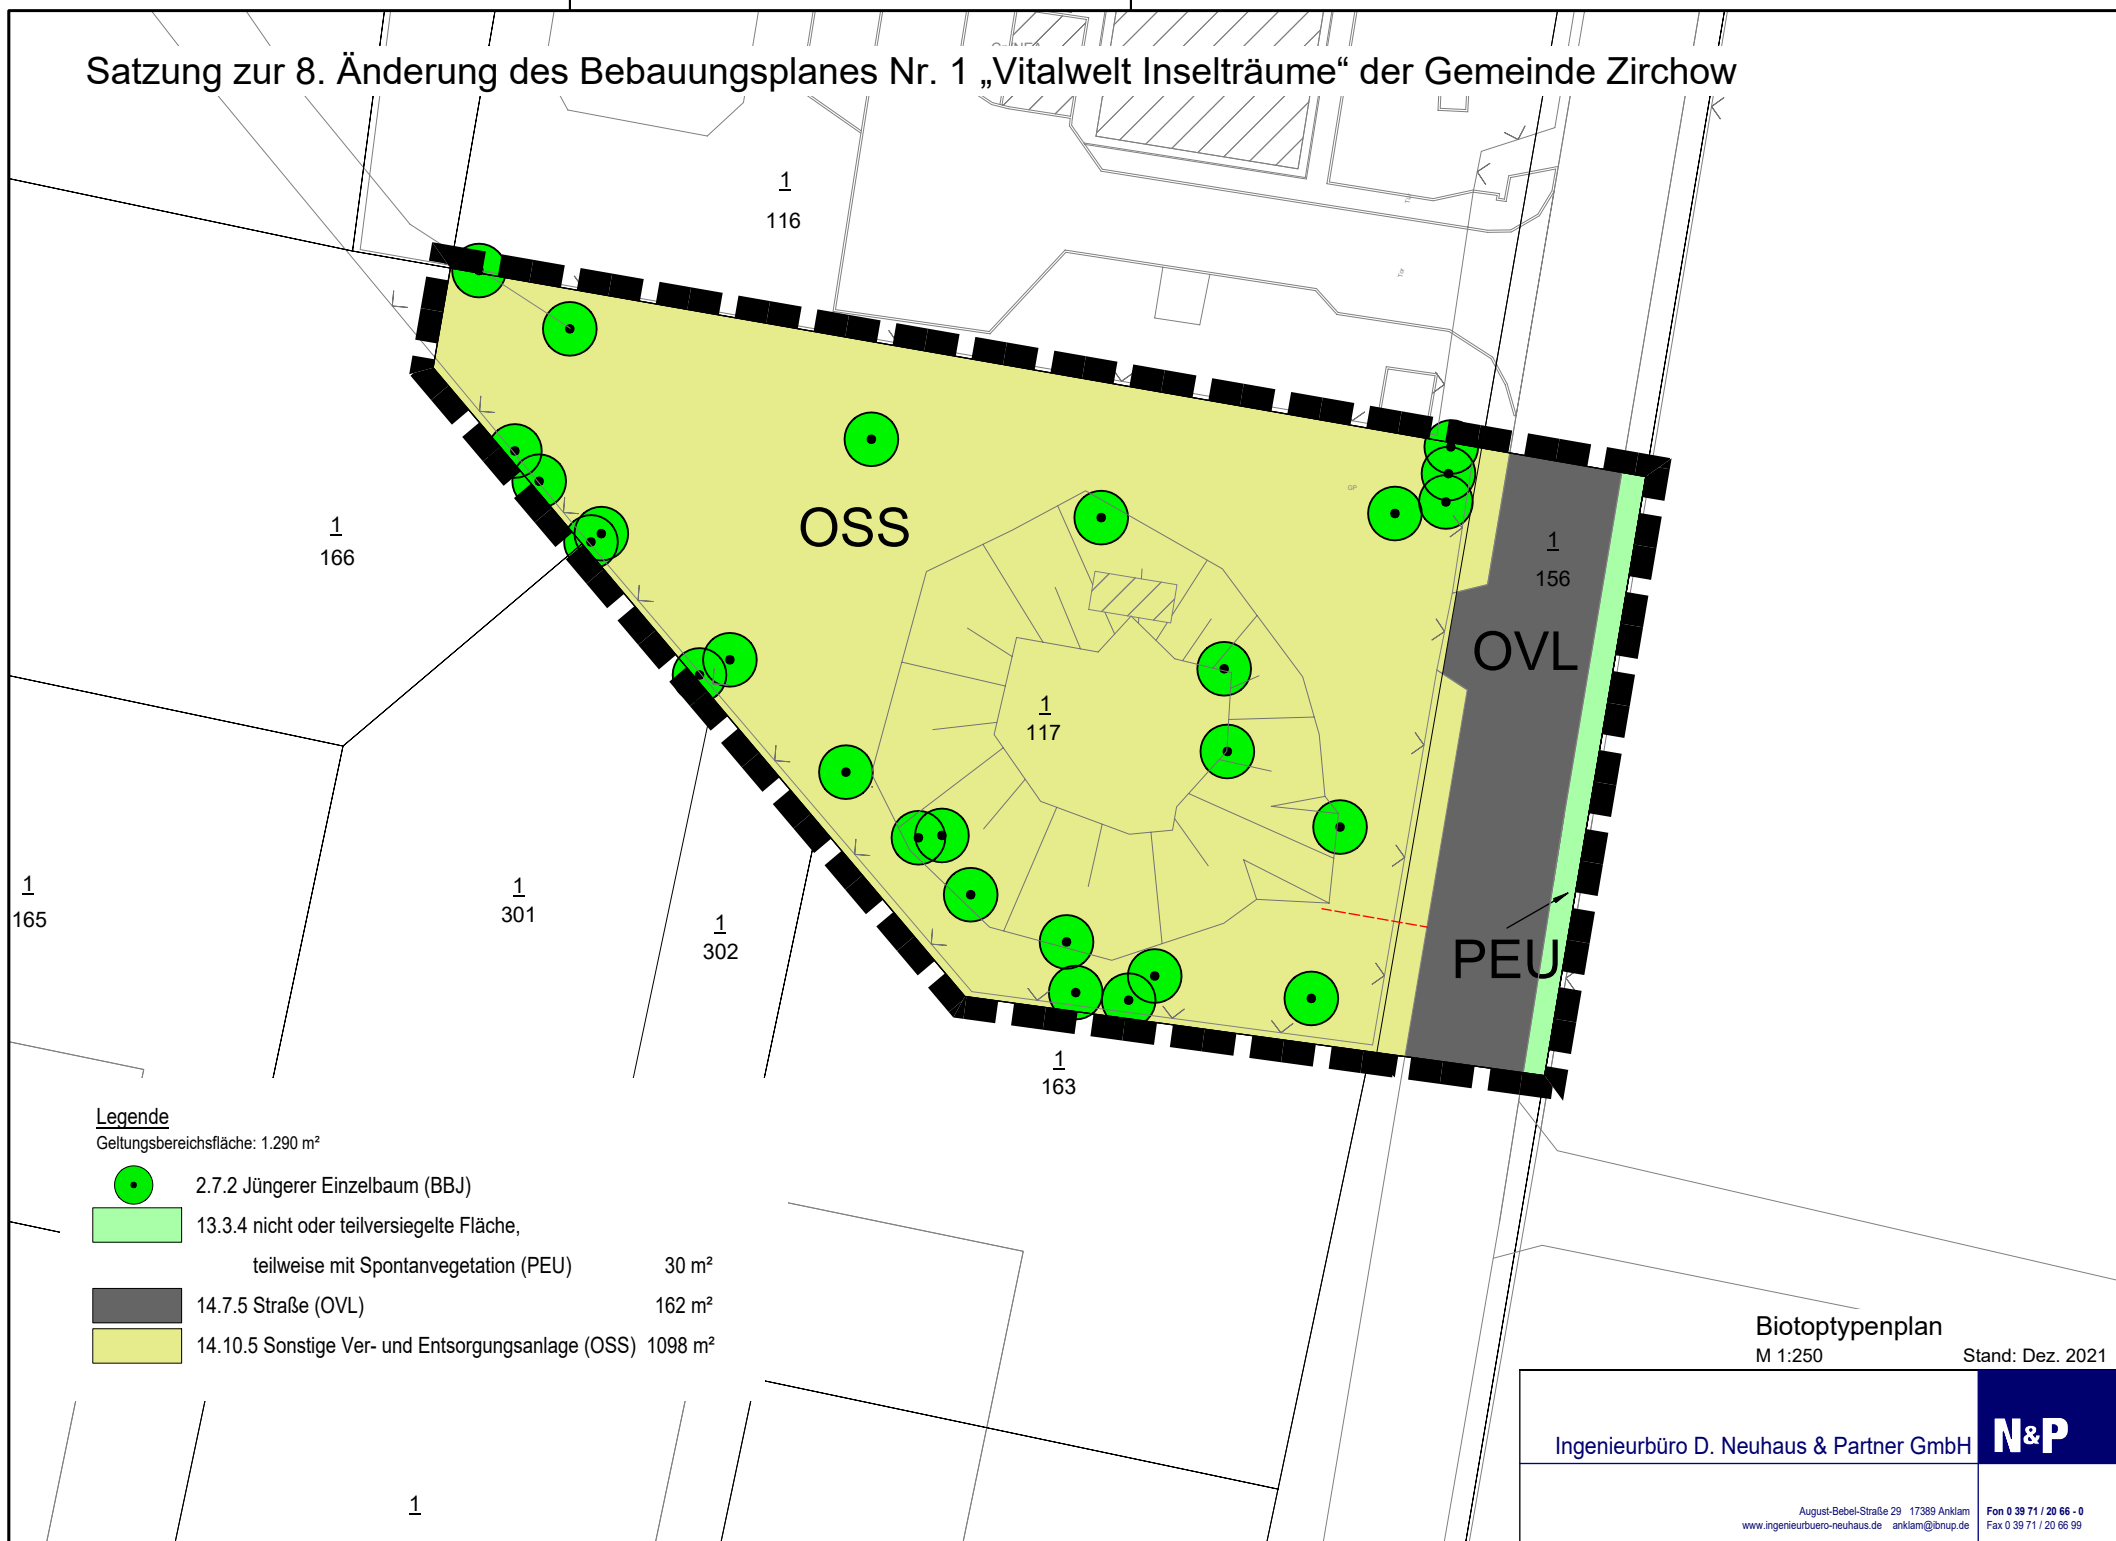 Satzung zur 8. Änderung des Bebauungsplanes Nr. 1 „Vitalwelt Inselträume“ der Gemeinde Zirchow
1
116
Tor
GP
OSS
1
166
1
156
OVL
1
117
PEU
1
165
1
301
1
302
1
163
Legende
Geltungsbereichsfläche: 1.290 m²
2.7.2 Jüngerer Einzelbaum (BBJ)
13.3.4 nicht oder teilversiegelte Fläche,
teilweise mit Spontanvegetation (PEU) 30 m²
14.7.5 Straße (OVL) 162 m²
14.10.5 Sonstige Ver- und Entsorgungsanlage (OSS) 1098 m²
1
Biotoptypenplan
M 1:250 Stand: Dez. 2021
Ingenieurbüro D. Neuhaus & Partner GmbH
N&P
August-Bebel-Straße 29 17389 Anklam
www.ingenieurbuero-neuhaus.de anklam@ibnup.de
Fon 0 39 71 / 20 66 - 0
Fax 0 39 71 / 20 66 99